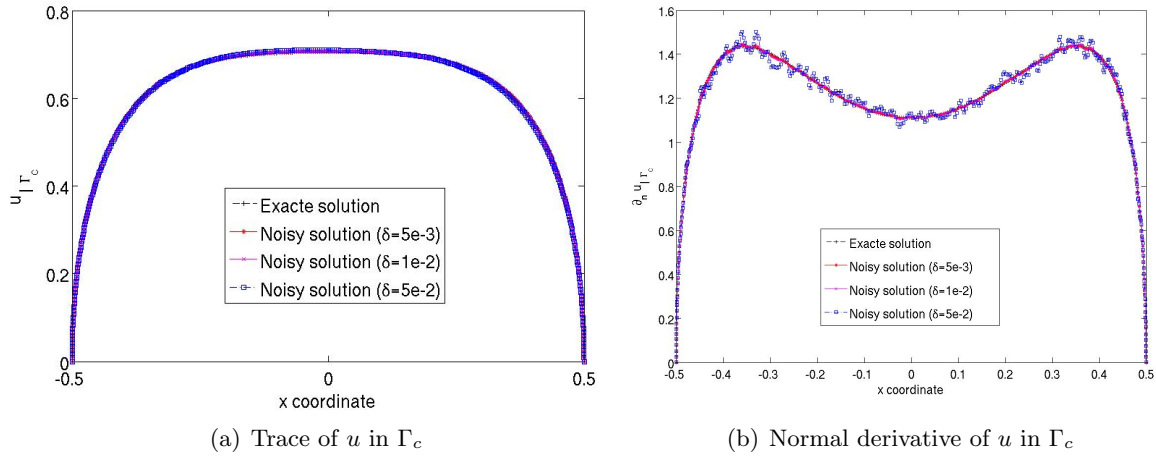 0.8
0.6
0.4
0.2
0
-0.5
0
0.5
x coordinate
u|Γc
Exacte solution
Noisy solution (δ=5e-3)
Noisy solution (δ=1e-2)
Noisy solution (δ=5e-2)
(a) Trace of u in Γc
1.6
1.4
1.2
1
0.8
0.6
0.4
0.2
0
-0.5
-0.4
-0.3
-0.2
-0.1
0
0.1
0.2
0.3
0.4
0.5
x coordinate
∂n u|Γc
Exacte solution
Noisy solution (δ=5e-3)
Noisy solution (δ=1e-2)
Noisy solution (δ=5e-2)
(b) Normal derivative of u in Γc